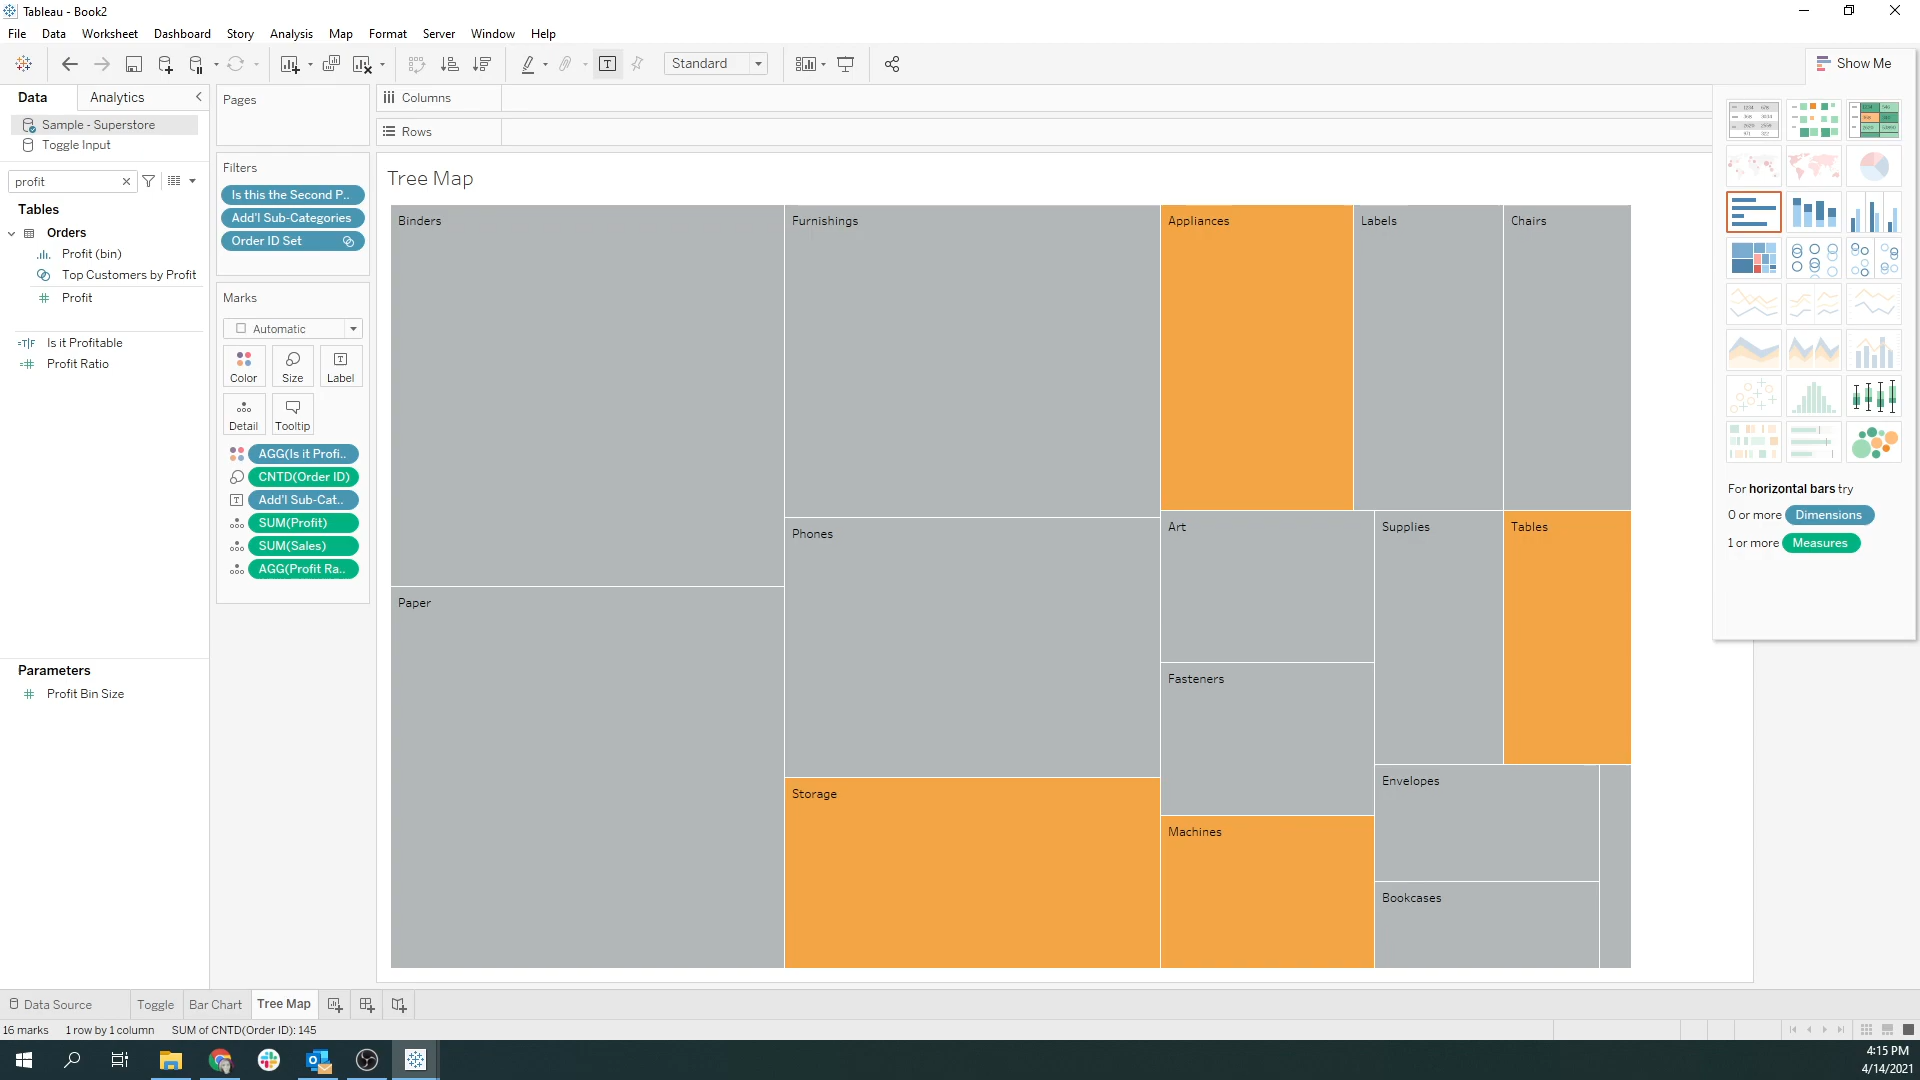 Tableau - Book2
File Data Worksheet Dashboard Story Analysis Map Format Server Window Help
Standard
Show Me
Data Analytics
Sample - Superstore
Toggle Input
profit
Tables
Orders
Profit (bin)
Top Customers by Profit
Profit
Is it Profitable
Profit Ratio
Parameters
Profit Bin Size
Pages
Filters
Is this the Second P..
Add'l Sub-Categories
Order ID Set
Marks
Automatic
Color Size Label
Detail Tooltip
AGG(Is it Profi..
CNTD(Order ID)
Add'l Sub-Cat..
SUM(Profit)
SUM(Sales)
AGG(Profit Ra..
Columns
Rows
Tree Map
Binders
Paper
Furnishings
Phones
Storage
Appliances
Labels
Chairs
Art
Fasteners
Machines
Supplies
Tables
Envelopes
Bookcases
For horizontal bars try
0 or more Dimensions
1 or more Measures
Data Source Toggle Bar Chart Tree Map
16 marks 1 row by 1 column SUM of CNTD(Order ID): 145
4:15 PM
4/14/2021